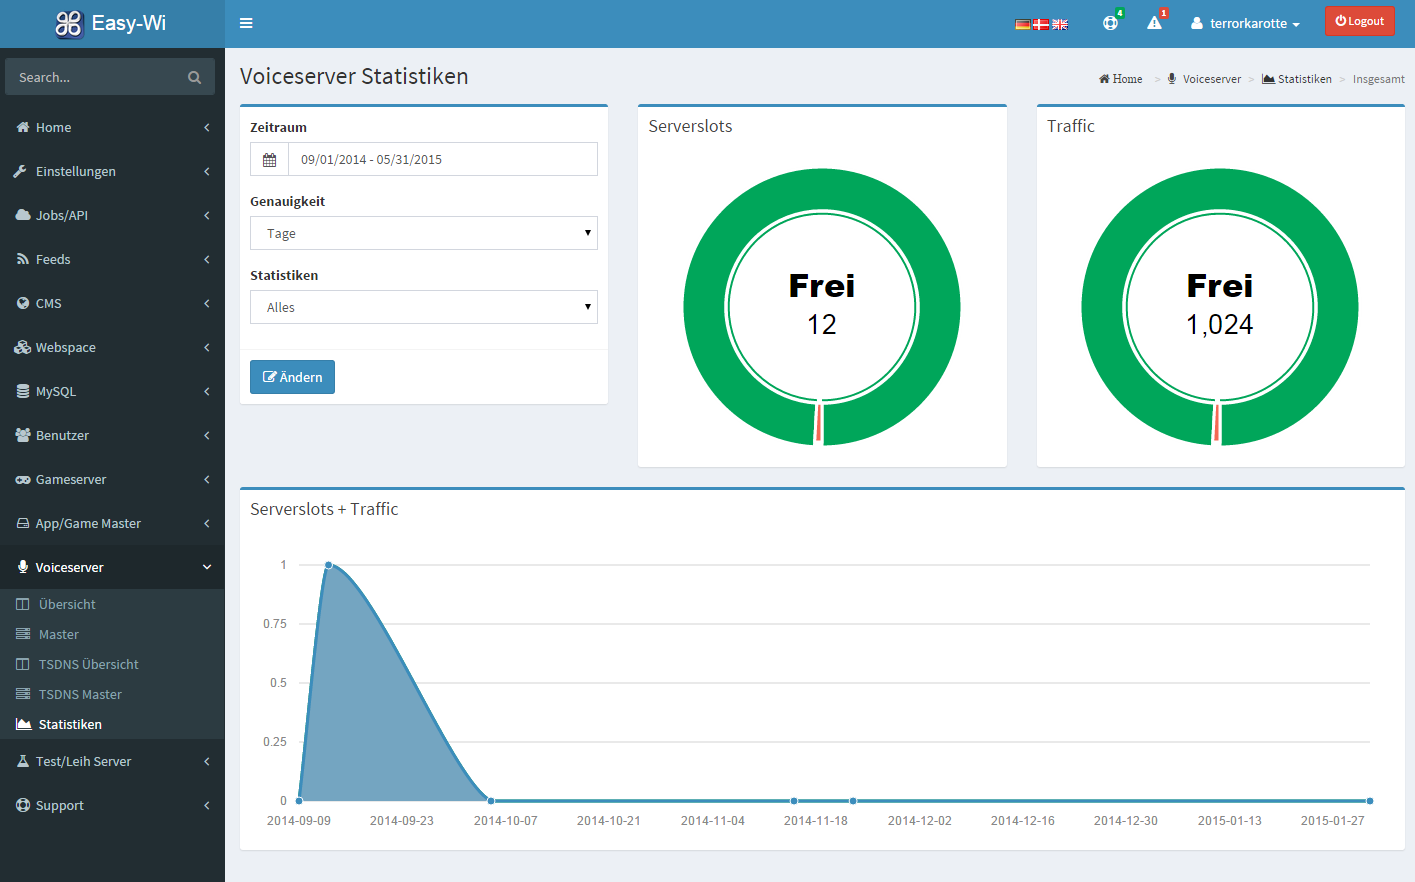 Easy-Wi
4
1
terrorkarotte
Logout
Search...
Home
Einstellungen
Jobs/API
Feeds
CMS
Webspace
MySQL
Benutzer
Gameserver
App/Game Master
Voiceserver
Übersicht
Master
TSDNS Übersicht
TSDNS Master
Statistiken
Test/Leih Server
Support
Voiceserver Statistiken
Home > Voiceserver > Statistiken > Insgesamt
Zeitraum
09/01/2014 - 05/31/2015
Genauigkeit
Tage
Statistiken
Alles
Ändern
Serverslots
Frei
12
Traffic
Frei
1,024
Serverslots + Traffic
1
0.75
0.5
0.25
0
2014-09-09 2014-09-23 2014-10-07 2014-10-21 2014-11-04 2014-11-18 2014-12-02 2014-12-16 2014-12-30 2015-01-13 2015-01-27